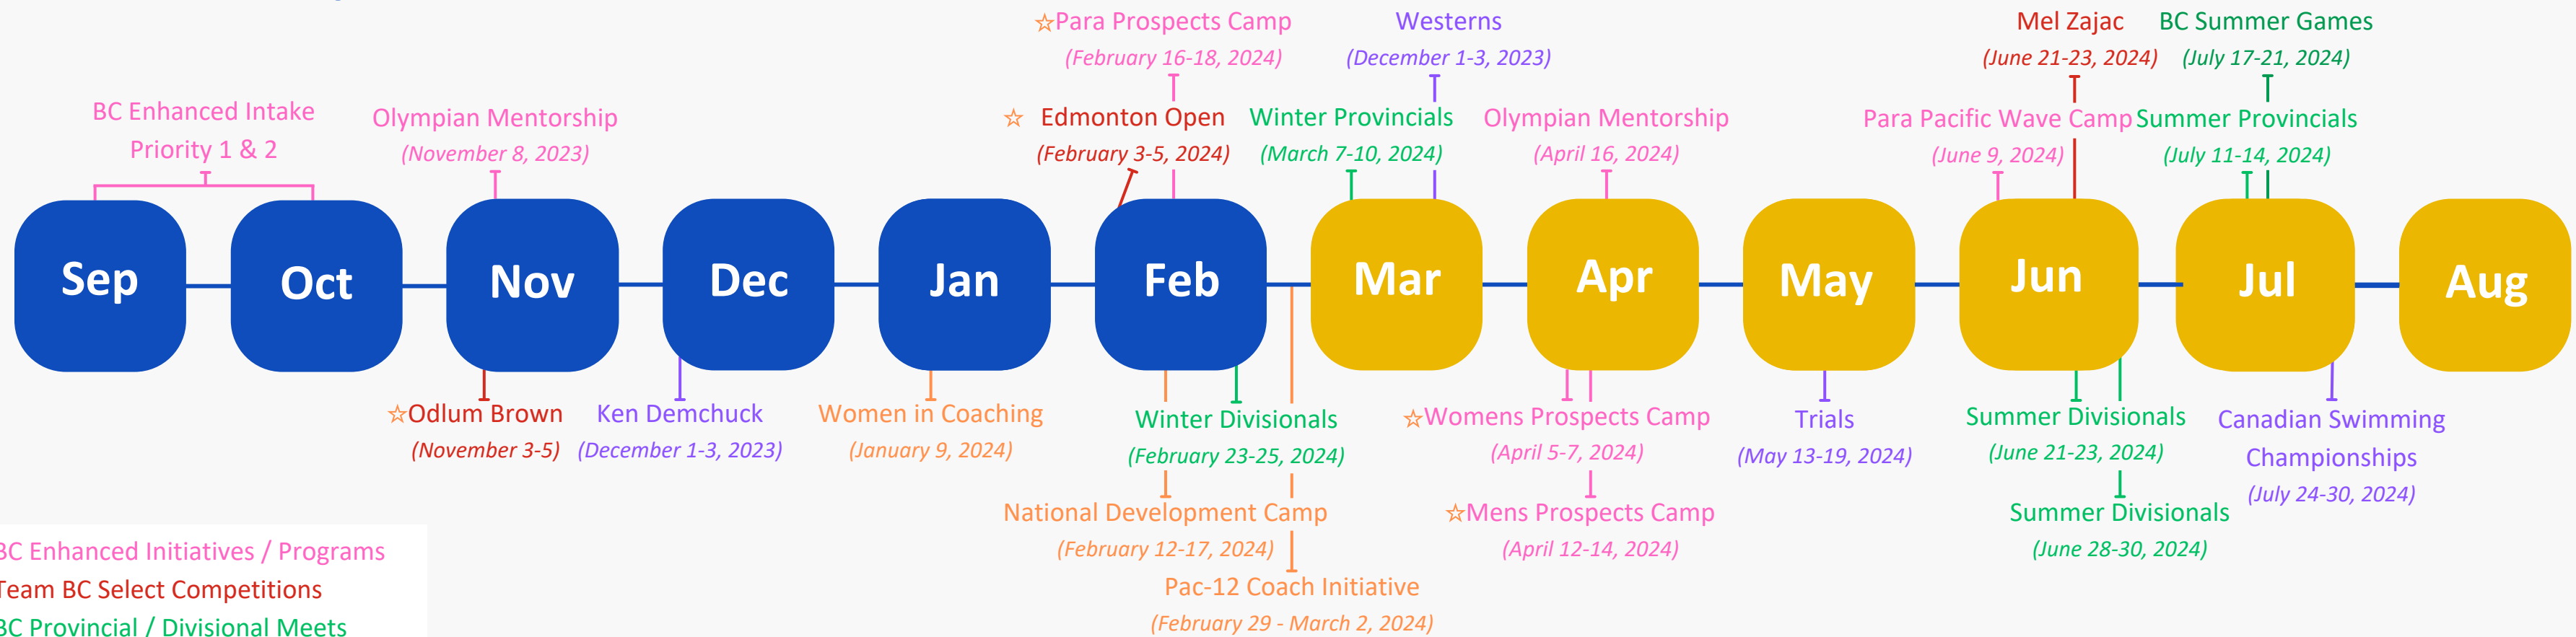 ☆Para Prospects Camp
(February 16-18, 2024)
Westerns
(December 1-3, 2023)
Mel Zajac
(June 21-23, 2024)
BC Summer Games
(July 17-21, 2024)
BC Enhanced Intake
Priority 1 & 2
Olympian Mentorship
(November 8, 2023)
☆ Edmonton Open
(February 3-5, 2024)
Winter Provincials
(March 7-10, 2024)
Olympian Mentorship
(April 16, 2024)
Para Pacific Wave Camp
(June 9, 2024)
Summer Provincials
(July 11-14, 2024)
Sep
Oct
Nov
Dec
Jan
Feb
Mar
Apr
May
Jun
Jul
Aug
☆Odlum Brown
(November 3-5)
Ken Demchuck
(December 1-3, 2023)
Women in Coaching
(January 9, 2024)
Winter Divisionals
(February 23-25, 2024)
☆Womens Prospects Camp
(April 5-7, 2024)
Trials
(May 13-19, 2024)
Summer Divisionals
(June 21-23, 2024)
Canadian Swimming
Championships
(July 24-30, 2024)
National Development Camp
(February 12-17, 2024)
☆Mens Prospects Camp
(April 12-14, 2024)
Summer Divisionals
(June 28-30, 2024)
Pac-12 Coach Initiative
(February 29 - March 2, 2024)
BC Enhanced Initiatives / Programs
Team BC Select Competitions
BC Provincial / Divisional Meets